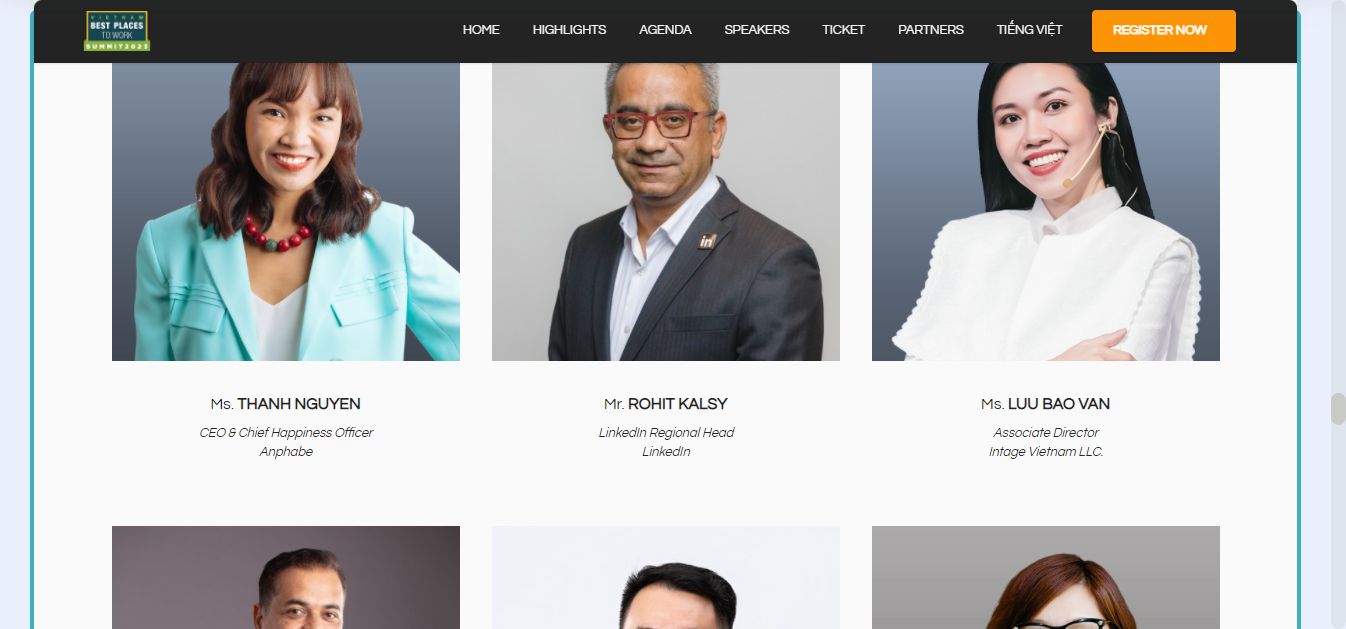 VIETNAM
BEST PLACES
TO WORK
SUMMIT2023
HOME HIGHLIGHTS AGENDA SPEAKERS TICKET PARTNERS TIẾNG VIỆT REGISTER NOW
in
Ms. THANH NGUYEN
CEO & Chief Happiness Officer
Anphabe
Mr. ROHIT KALSY
LinkedIn Regional Head
LinkedIn
Ms. LUU BAO VAN
Associate Director
Intage Vietnam LLC.